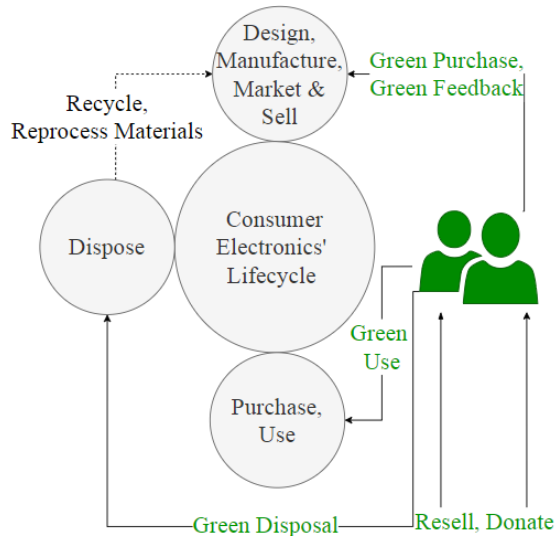 Design,
Manufacture,
Market &
Sell
Green Purchase,
Green Feedback
Recycle,
Reprocess Materials
Dispose
Consumer
Electronics'
Lifecycle
Green
Use
Purchase,
Use
Green Disposal
Resell, Donate